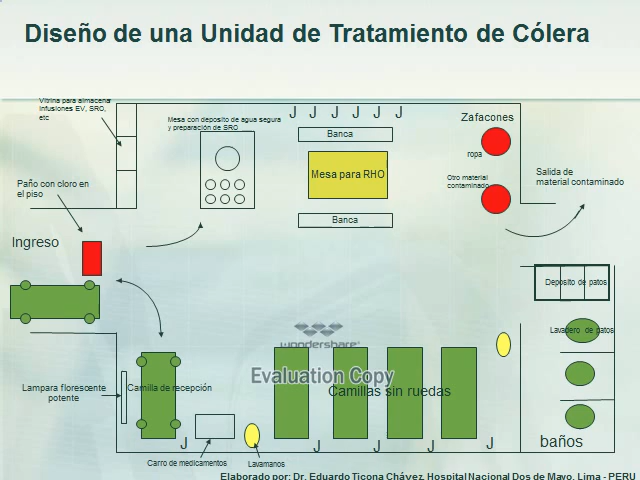 Diseño de una Unidad de Tratamiento de Cólera
Vitrina para almacenar
infusiones EV, SRO,
etc
Mesa con deposito de agua segura
y preparación de SRO
J J J J J J
Banca
Mesa para RHO
Banca
Zafacones
ropa
Otro material
contaminado
Salida de
material contaminado
Paño con cloro en
el piso
Ingreso
Deposito de patos
Lavadero de patos
wondershare
Evaluation Copy
Lampara florescente
potente
Camilla de recepción
Camillas sin ruedas
J J J J
baños
Carro de medicamentos
Lavamanos
Elaborado por: Dr. Eduardo Ticona Chávez. Hospital Nacional Dos de Mayo. Lima - PERU